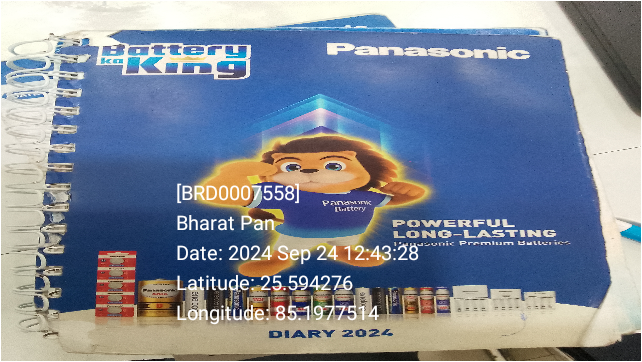 Battery
ka King
Panasonic
Panasonic
Battery
POWERFUL
LONG-LASTING
Panasonic Premium Batteries
[BRD0007558]
Bharat Pan
Date: 2024 Sep 24 12:43:28
Latitude: 25.594276
Longitude: 85.1977514
Panasonic
DIARY 2024